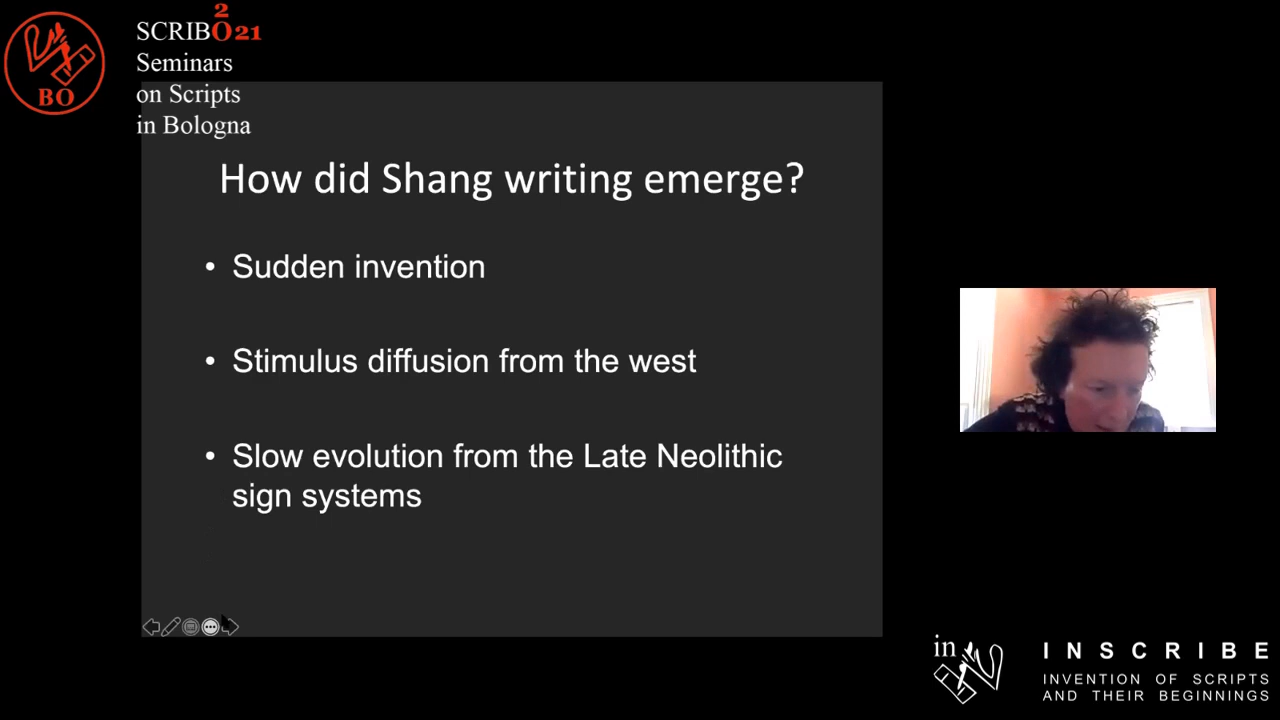 SCRIBO21
2
Seminars
on Scripts
in Bologna
BO
How did Shang writing emerge?
• Sudden invention
• Stimulus diffusion from the west
• Slow evolution from the Late Neolithic
sign systems
in
INSCRIBE
INVENTION OF SCRIPTS
AND THEIR BEGINNINGS